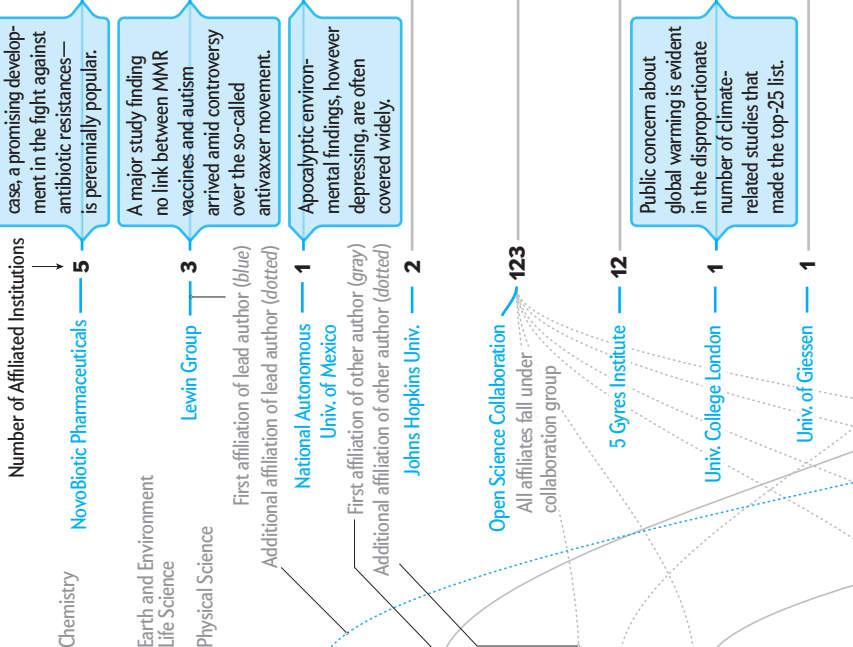 case, a promising develop-
ment in the fight against
antibiotic resistances—
is perennially popular.
A major study finding
no link between MMR
vaccines and autism
arrived amid controversy
over the so-called
antivaxxer movement.
Apocalyptic environ-
mental findings, however
depressing, are often
covered widely.
Public concern about
global warming is evident
in the disproportionate
number of climate-
related studies that
made the top-25 list.
Number of Affiliated Institutions
5
3
1
2
123
12
1
1
NovoBiotic Pharmaceuticals
Lewin Group
First affiliation of lead author (blue)
Additional affiliation of lead author (dotted)
National Autonomous
Univ. of Mexico
First affiliation of other author (gray)
Additional affiliation of other author (dotted)
Johns Hopkins Univ.
Open Science Collaboration
All affiliates fall under
collaboration group
5 Gyres Institute
Univ. College London
Univ. of Giessen
Chemistry
Earth and Environment
Life Science
Physical Science